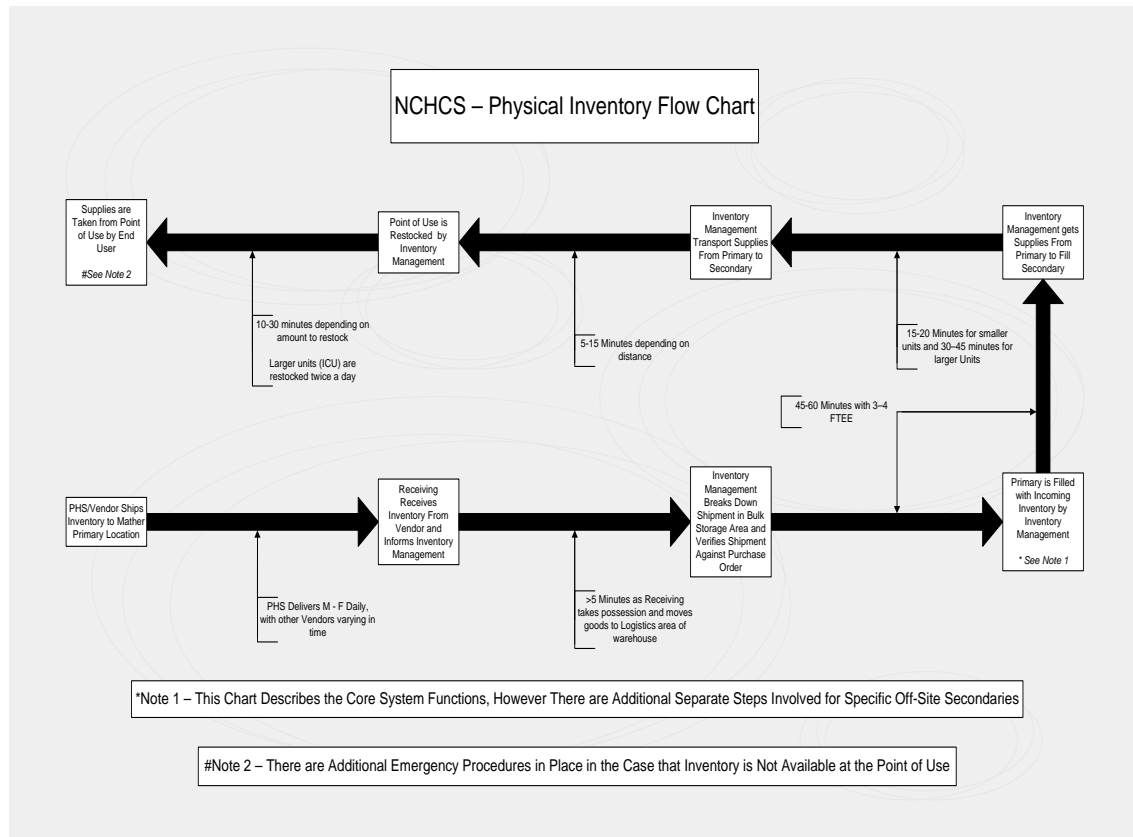 NCHCS – Physical Inventory Flow Chart
Supplies are
Taken from Point
of Use by End
User
#See Note 2
Point of Use is
Restocked by
Inventory
Management
Inventory
Management
Transport Supplies
From Primary to
Secondary
Inventory
Management gets
Supplies From
Primary to Fill
Secondary
10-30 minutes depending on
amount to restock
Larger units (ICU) are
restocked twice a day
5-15 Minutes depending on
distance
15-20 Minutes for smaller
units and 30–45 minutes for
larger Units
45-60 Minutes with 3–4
FTEE
PHS/Vendor Ships
Inventory to Mather
Primary Location
Receiving
Receives
Inventory From
Vendor and
Informs Inventory
Management
Inventory
Management
Breaks Down
Shipment in Bulk
Storage Area and
Verifies Shipment
Against Purchase
Order
Primary is Filled
with Incoming
Inventory by
Inventory
Management
* See Note 1
PHS Delivers M - F Daily,
with other Vendors varying in
time
>5 Minutes as Receiving
takes possession and moves
goods to Logistics area of
warehouse
*Note 1 – This Chart Describes the Core System Functions, However There are Additional Separate Steps Involved for Specific Off-Site Secondaries
#Note 2 – There are Additional Emergency Procedures in Place in the Case that Inventory is Not Available at the Point of Use